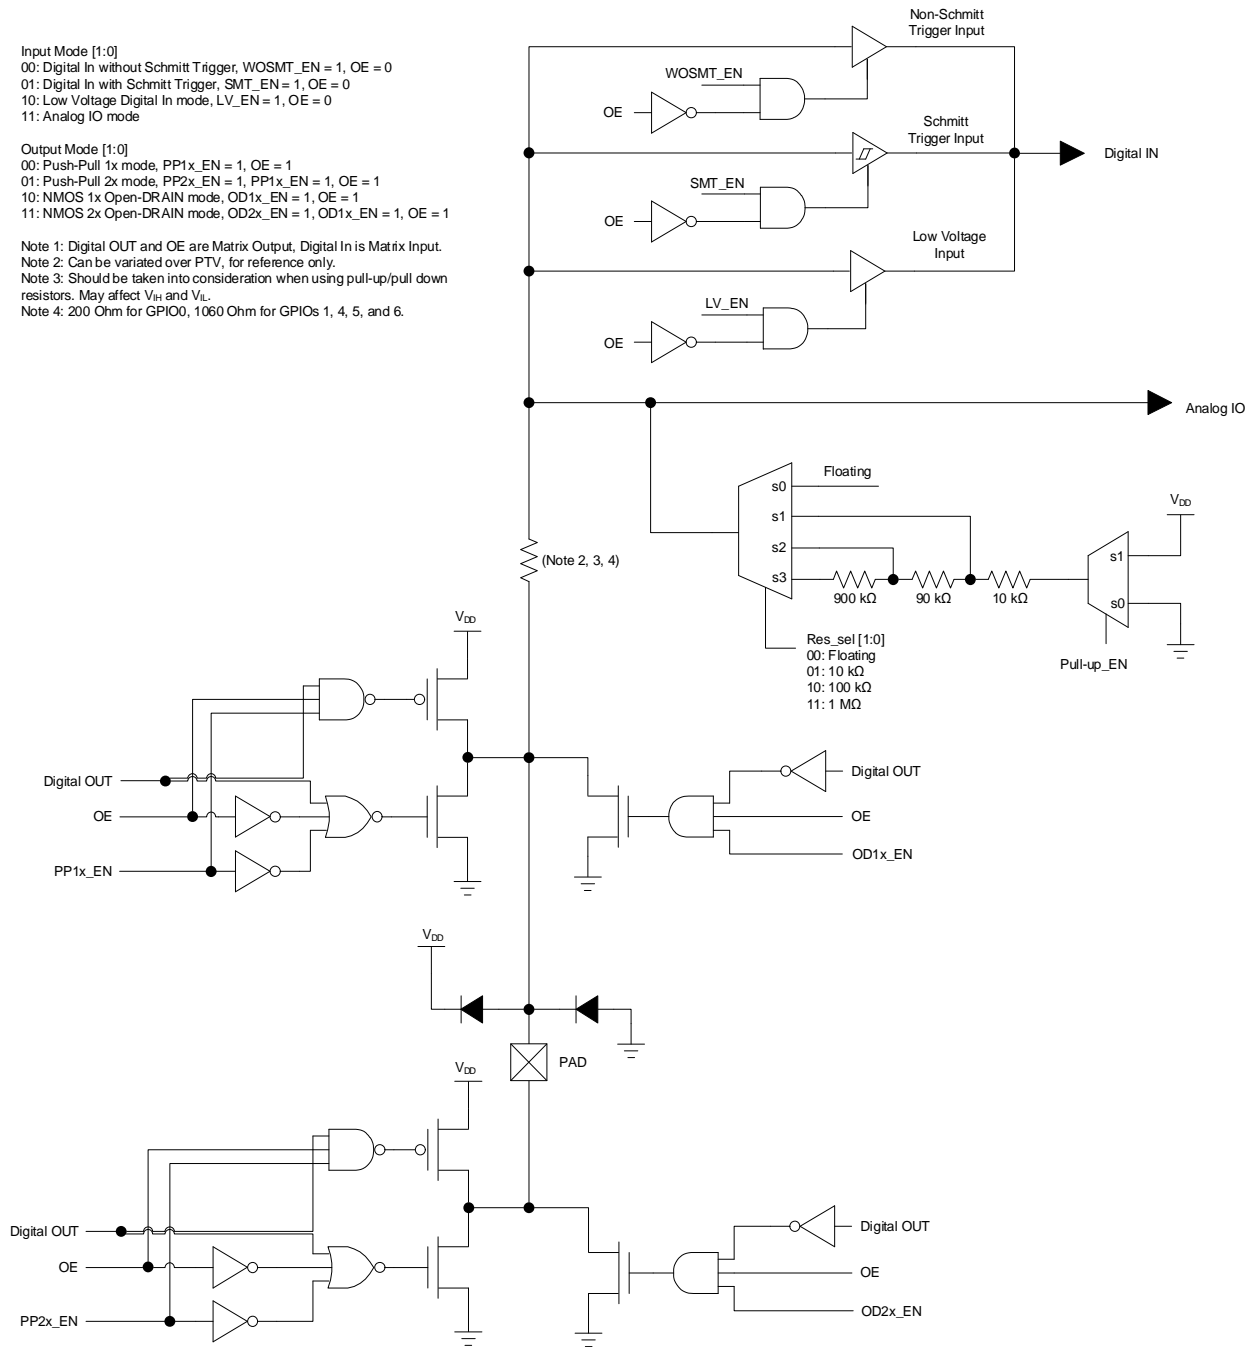 Input Mode [1:0]
00: Digital In without Schmitt Trigger, WOSMT_EN = 1, OE = 0
01: Digital In with Schmitt Trigger, SMT_EN = 1, OE = 0
10: Low Voltage Digital In mode, LV_EN = 1, OE = 0
11: Analog IO mode
Output Mode [1:0]
00: Push-Pull 1x mode, PP1x_EN = 1, OE = 1
01: Push-Pull 2x mode, PP2x_EN = 1, PP1x_EN = 1, OE = 1
10: NMOS 1x Open-DRAIN mode, OD1x_EN = 1, OE = 1
11: NMOS 2x Open-DRAIN mode, OD2x_EN = 1, OD1x_EN = 1, OE = 1
Note 1: Digital OUT and OE are Matrix Output, Digital In is Matrix Input.
Note 2: Can be variated over PTV, for reference only.
Note 3: Should be taken into consideration when using pull-up/pull down
resistors. May affect VIH and VIL.
Note 4: 200 Ohm for GPIO0, 1060 Ohm for GPIOs 1, 4, 5, and 6.
Non-Schmitt
Trigger Input
WOSMT_EN
OE
Schmitt
Trigger Input
Digital IN
SMT_EN
OE
Low Voltage
Input
LV_EN
OE
Analog IO
Floating
s0
s1
s2
s3
900 kΩ
90 kΩ
10 kΩ
VDD
s1
s0
Pull-up_EN
Res_sel [1:0]
00: Floating
01: 10 kΩ
10: 100 kΩ
11: 1 MΩ
(Note 2, 3, 4)
VDD
Digital OUT
OE
PP1x_EN
Digital OUT
OE
OD1x_EN
VDD
PAD
VDD
Digital OUT
OE
PP2x_EN
Digital OUT
OE
OD2x_EN